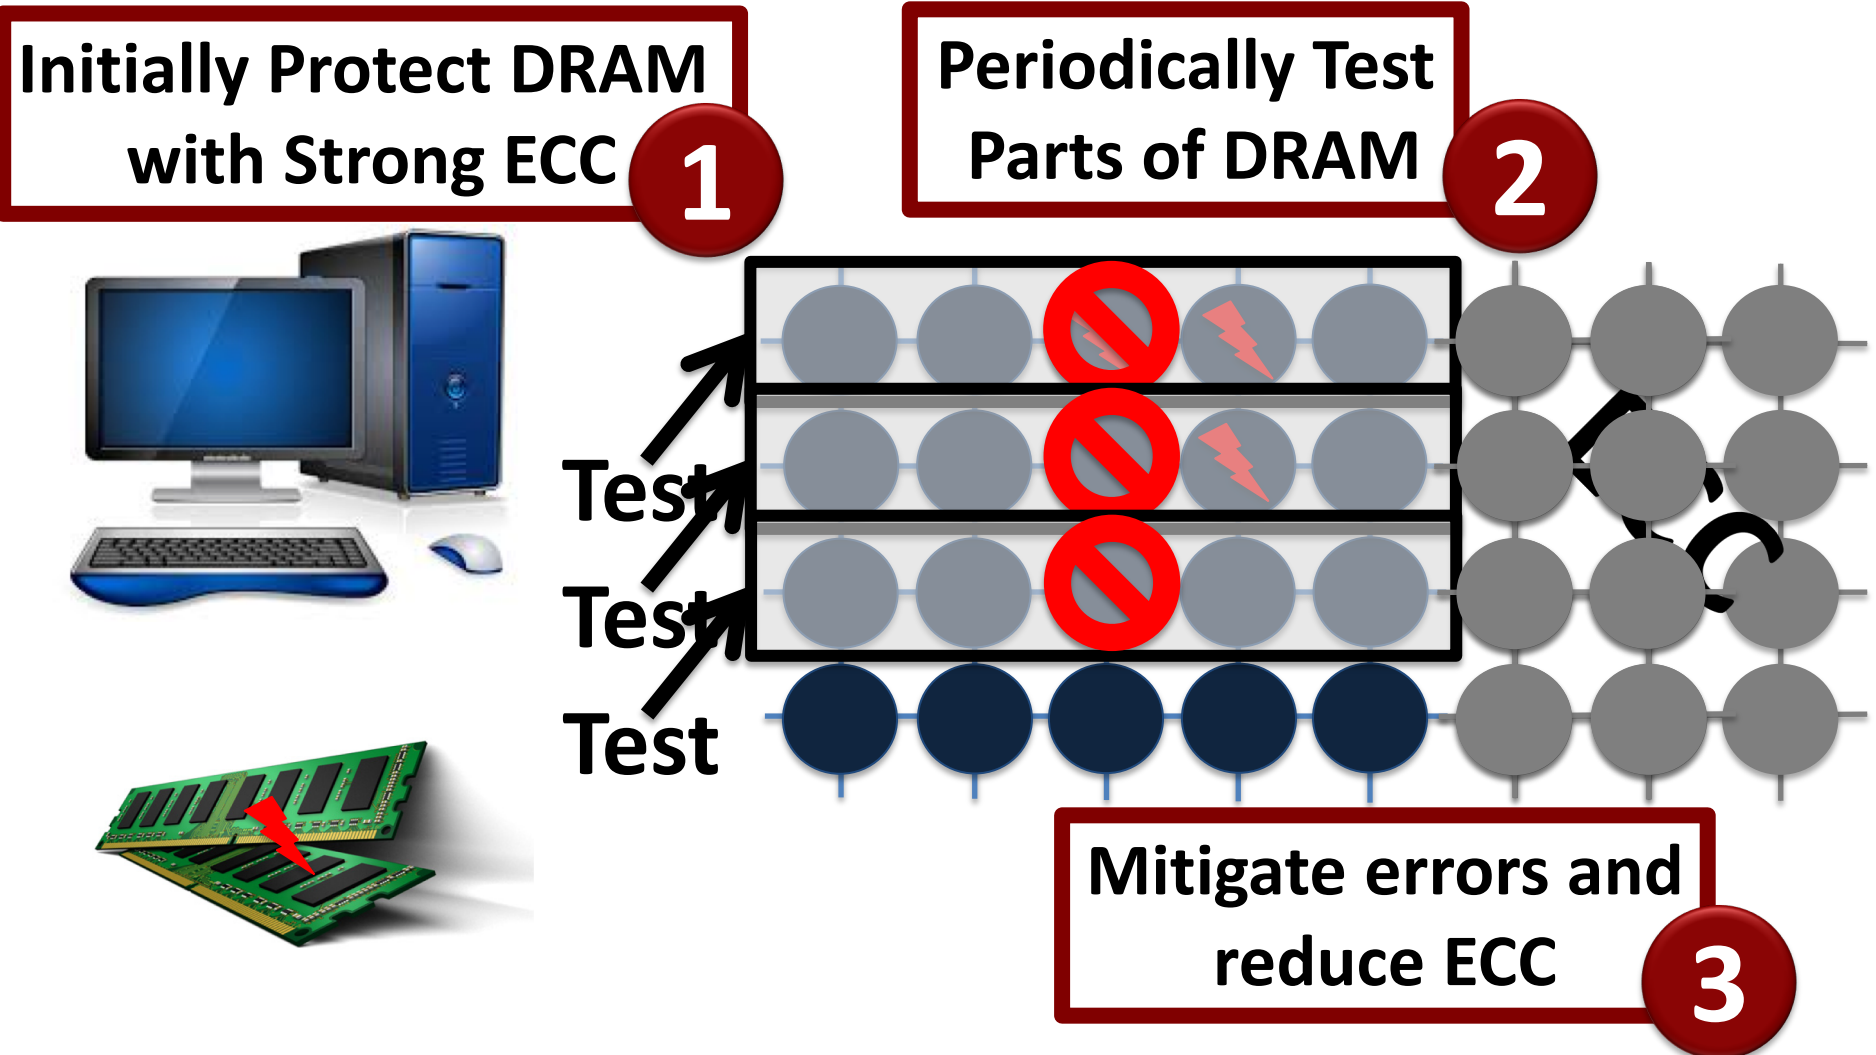 Initially Protect DRAM
with Strong ECC
1
Periodically Test
Parts of DRAM
2
Test
Test
Test
Mitigate errors and
reduce ECC
3